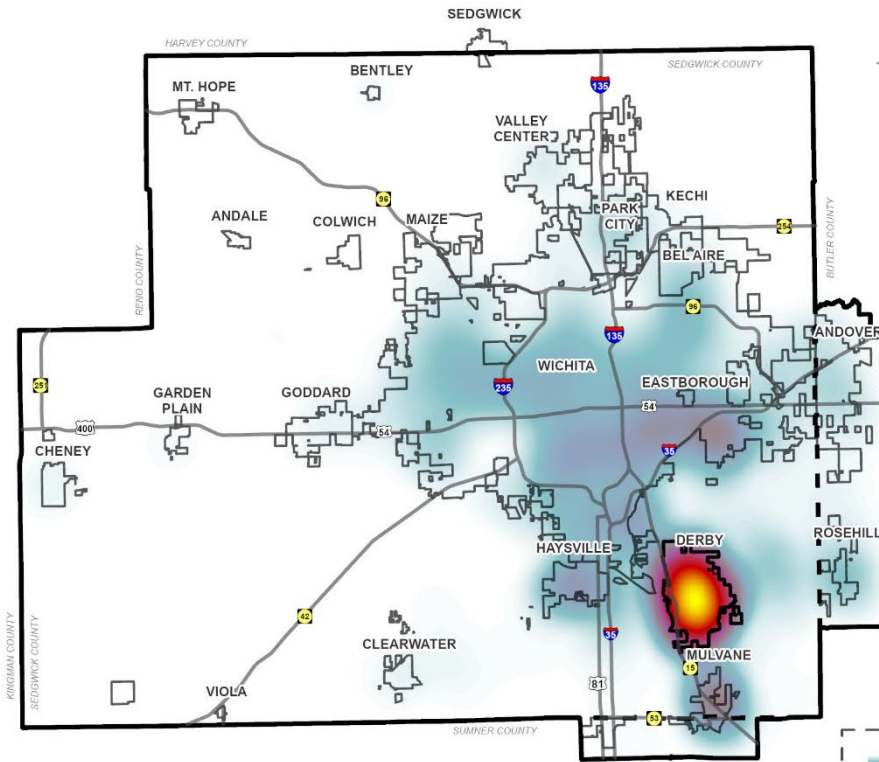 SEDGWICK
HARVEY COUNTY
SEDGWICK COUNTY
BENTLEY
MT. HOPE
135
VALLEY
CENTER
96
KECHI
PARK
CITY
ANDALE
COLWICH
MAIZE
254
BEL AIRE
BUTLER COUNTY
RENO COUNTY
96
135
ANDOVER
WICHITA
251
235
EASTBOROUGH
GARDEN
PLAIN
GODDARD
54
400
54
CHENEY
35
HAYSVILLE
DERBY
ROSEHILL
42
35
KINGMAN COUNTY
SEDGWICK COUNTY
CLEARWATER
MULVANE
15
81
VIOLA
53
SUMNER COUNTY